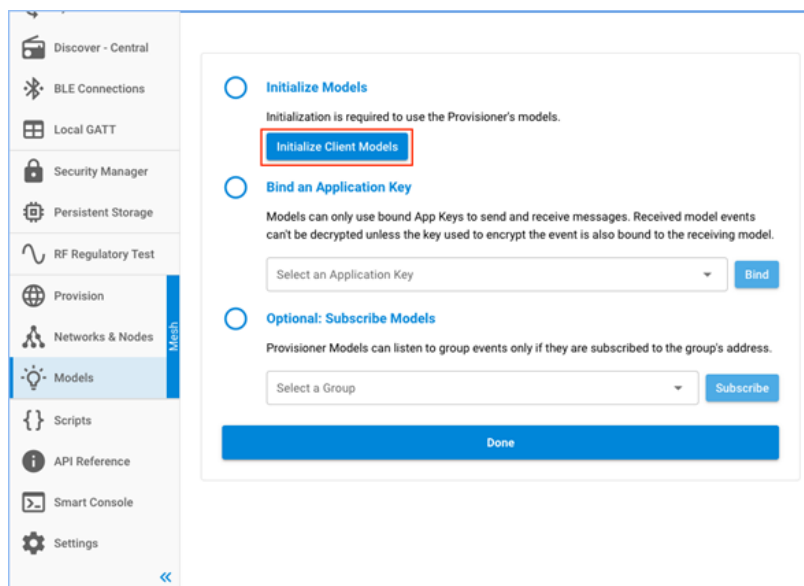 Discover - Central
BLE Connections
Local GATT
Security Manager
Persistent Storage
RF Regulatory Test
Provision
Networks & Nodes
Models
Mesh
Scripts
API Reference
Smart Console
Settings
Initialize Models
Initialization is required to use the Provisioner's models.
Initialize Client Models
Bind an Application Key
Models can only use bound App Keys to send and receive messages. Received model events
can't be decrypted unless the key used to encrypt the event is also bound to the receiving model.
Select an Application Key
Bind
Optional: Subscribe Models
Provisioner Models can listen to group events only if they are subscribed to the group's address.
Select a Group
Subscribe
Done